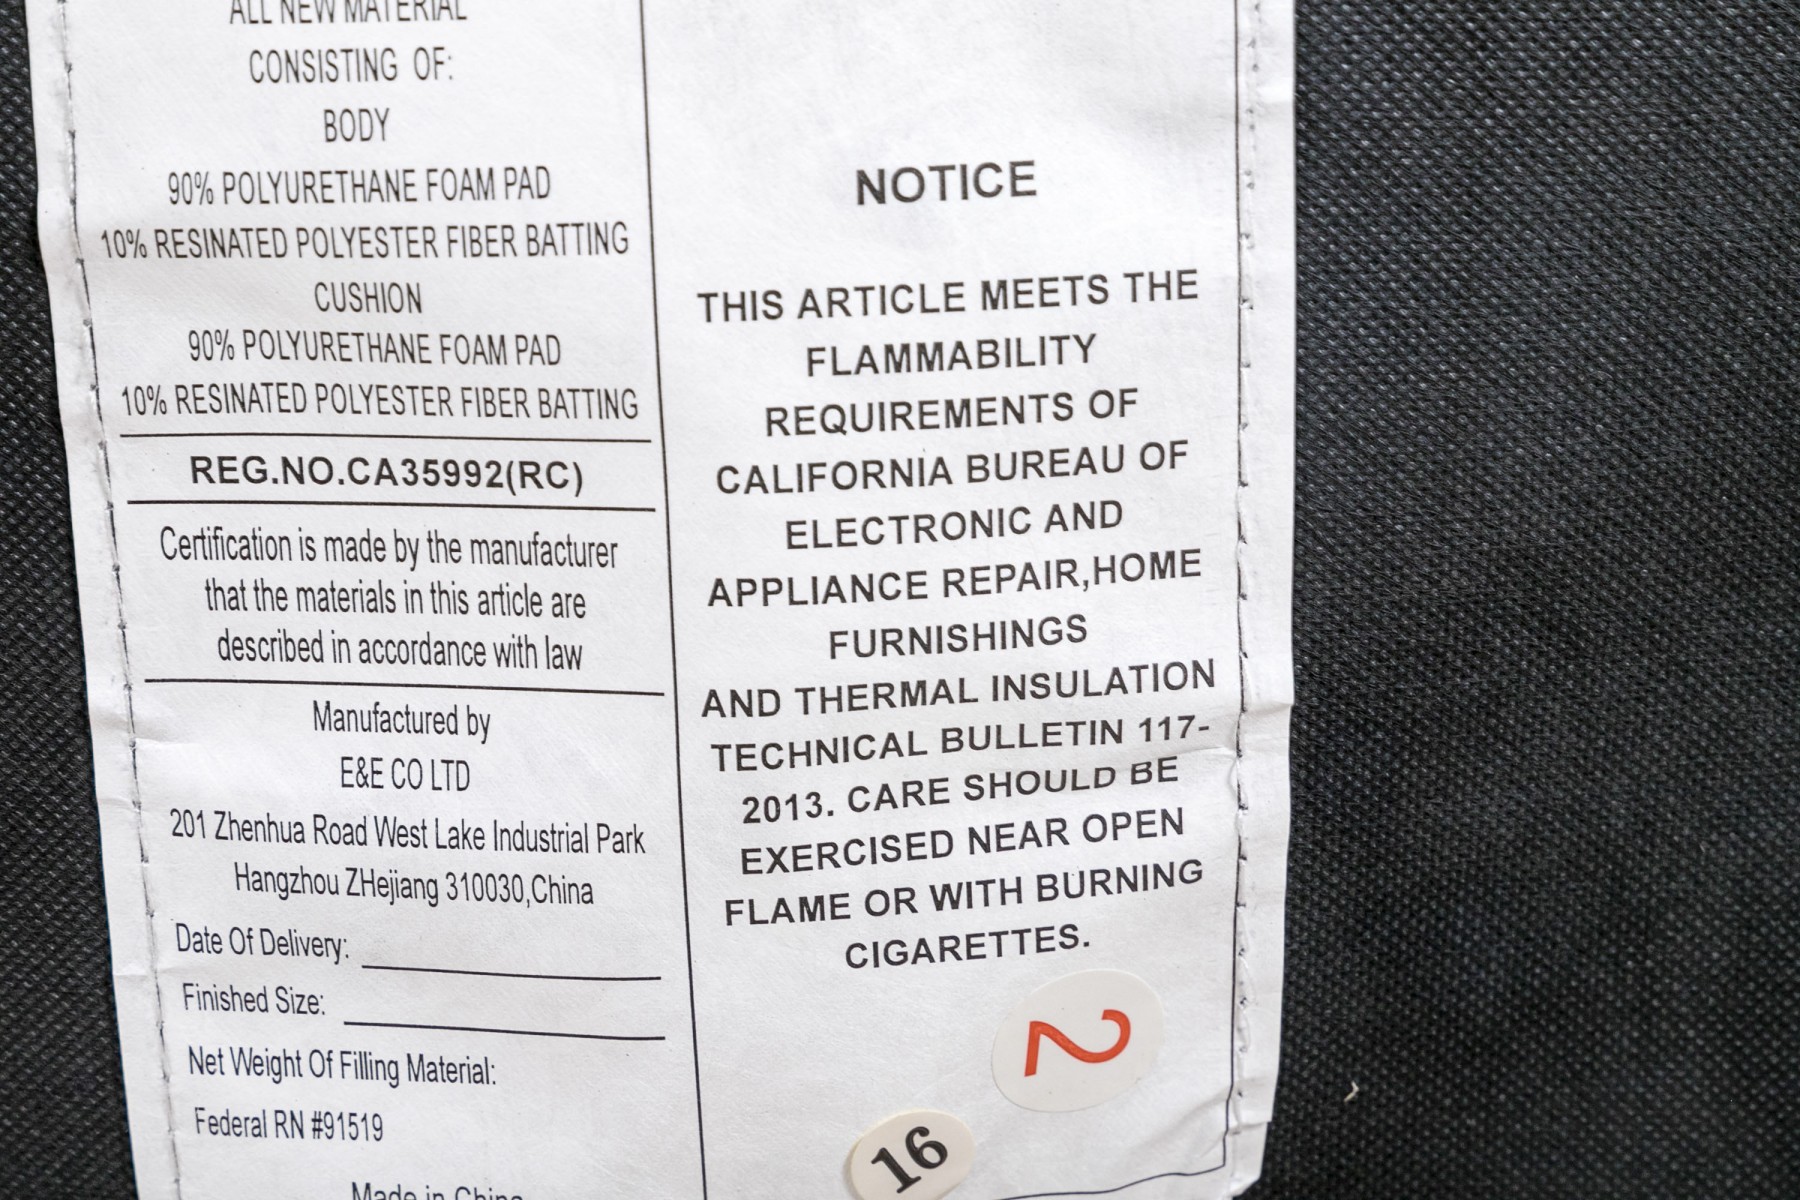 ALL NEW MATERIAL
CONSISTING OF:
BODY
90% POLYURETHANE FOAM PAD
10% RESINATED POLYESTER FIBER BATTING
CUSHION
90% POLYURETHANE FOAM PAD
10% RESINATED POLYESTER FIBER BATTING
REG.NO.CA35992(RC)
Certification is made by the manufacturer
that the materials in this article are
described in accordance with law
Manufactured by
E&E CO LTD
201 Zhenhua Road West Lake Industrial Park
Hangzhou ZHejiang 310030,China
Date Of Delivery:
Finished Size:
Net Weight Of Filling Material:
Federal RN #91519
Made in China
NOTICE
THIS ARTICLE MEETS THE
FLAMMABILITY
REQUIREMENTS OF
CALIFORNIA BUREAU OF
ELECTRONIC AND
APPLIANCE REPAIR,HOME
FURNISHINGS
AND THERMAL INSULATION
TECHNICAL BULLETIN 117-
2013. CARE SHOULD BE
EXERCISED NEAR OPEN
FLAME OR WITH BURNING
CIGARETTES.
2
16